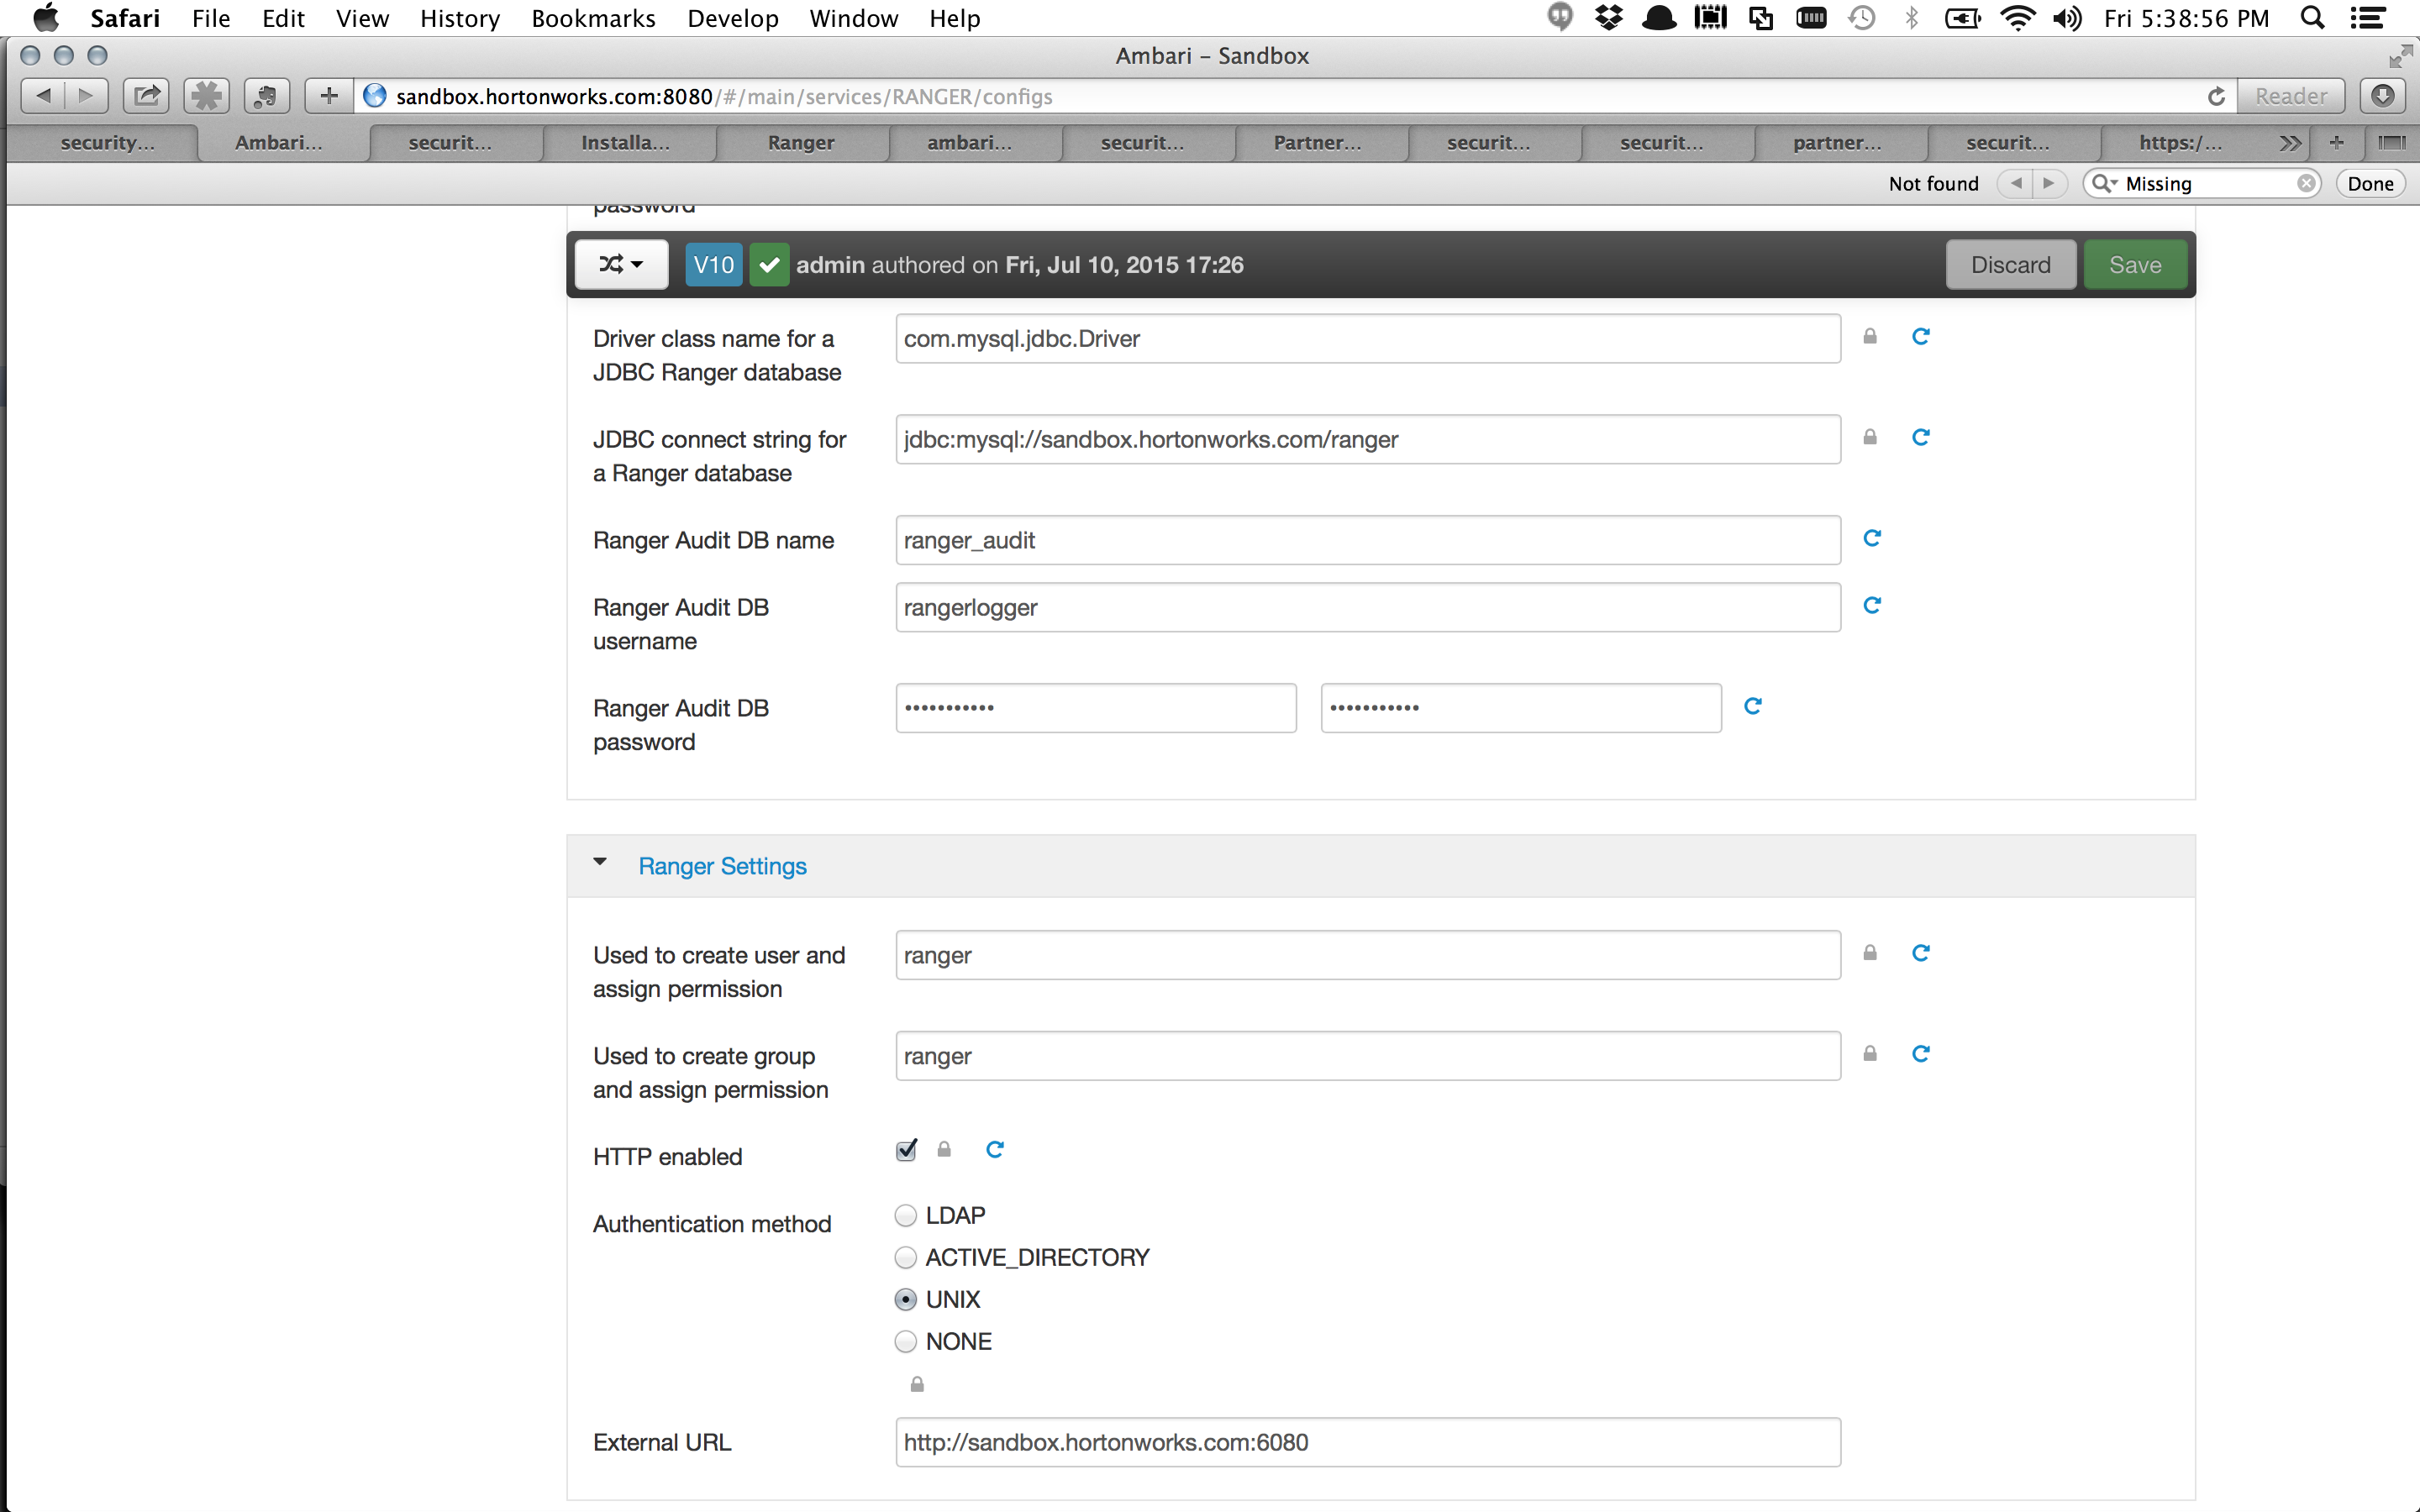 Safari File Edit View History Bookmarks Develop Window Help Fri 5:38:56 PM
Ambari – Sandbox
sandbox.hortonworks.com:8080/#/main/services/RANGER/configs Reader
security... Ambari... securit... Installa... Ranger ambari... securit... Partner... securit... securit... partner... securit... https:/...
Not found Missing Done
password
V10 admin authored on Fri, Jul 10, 2015 17:26 Discard Save
Driver class name for a
JDBC Ranger database
com.mysql.jdbc.Driver
JDBC connect string for
a Ranger database
jdbc:mysql://sandbox.hortonworks.com/ranger
Ranger Audit DB name
ranger_audit
Ranger Audit DB
username
rangerlogger
Ranger Audit DB
password
••••••••••• •••••••••••
Ranger Settings
Used to create user and
assign permission
ranger
Used to create group
and assign permission
ranger
HTTP enabled
Authentication method
LDAP
ACTIVE_DIRECTORY
UNIX
NONE
External URL
http://sandbox.hortonworks.com:6080